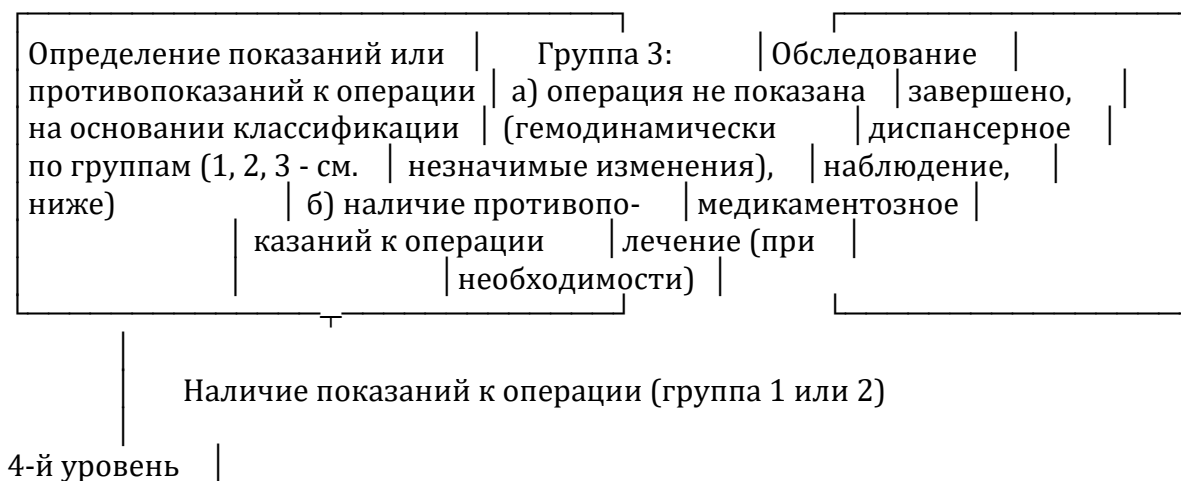 Определение показаний или │ Группа 3: │Обследование │
противопоказаний к операции │ а) операция не показана │завершено, │
на основании классификации │ (гемодинамически │диспансерное │
по группам (1, 2, 3 - см. │ незначимые изменения), │наблюдение, │
ниже) │ б) наличие противопо- │медикаментозное │
│ казаний к операции │лечение (при │
│ │необходимости) │
Наличие показаний к операции (группа 1 или 2)
4-й уровень │